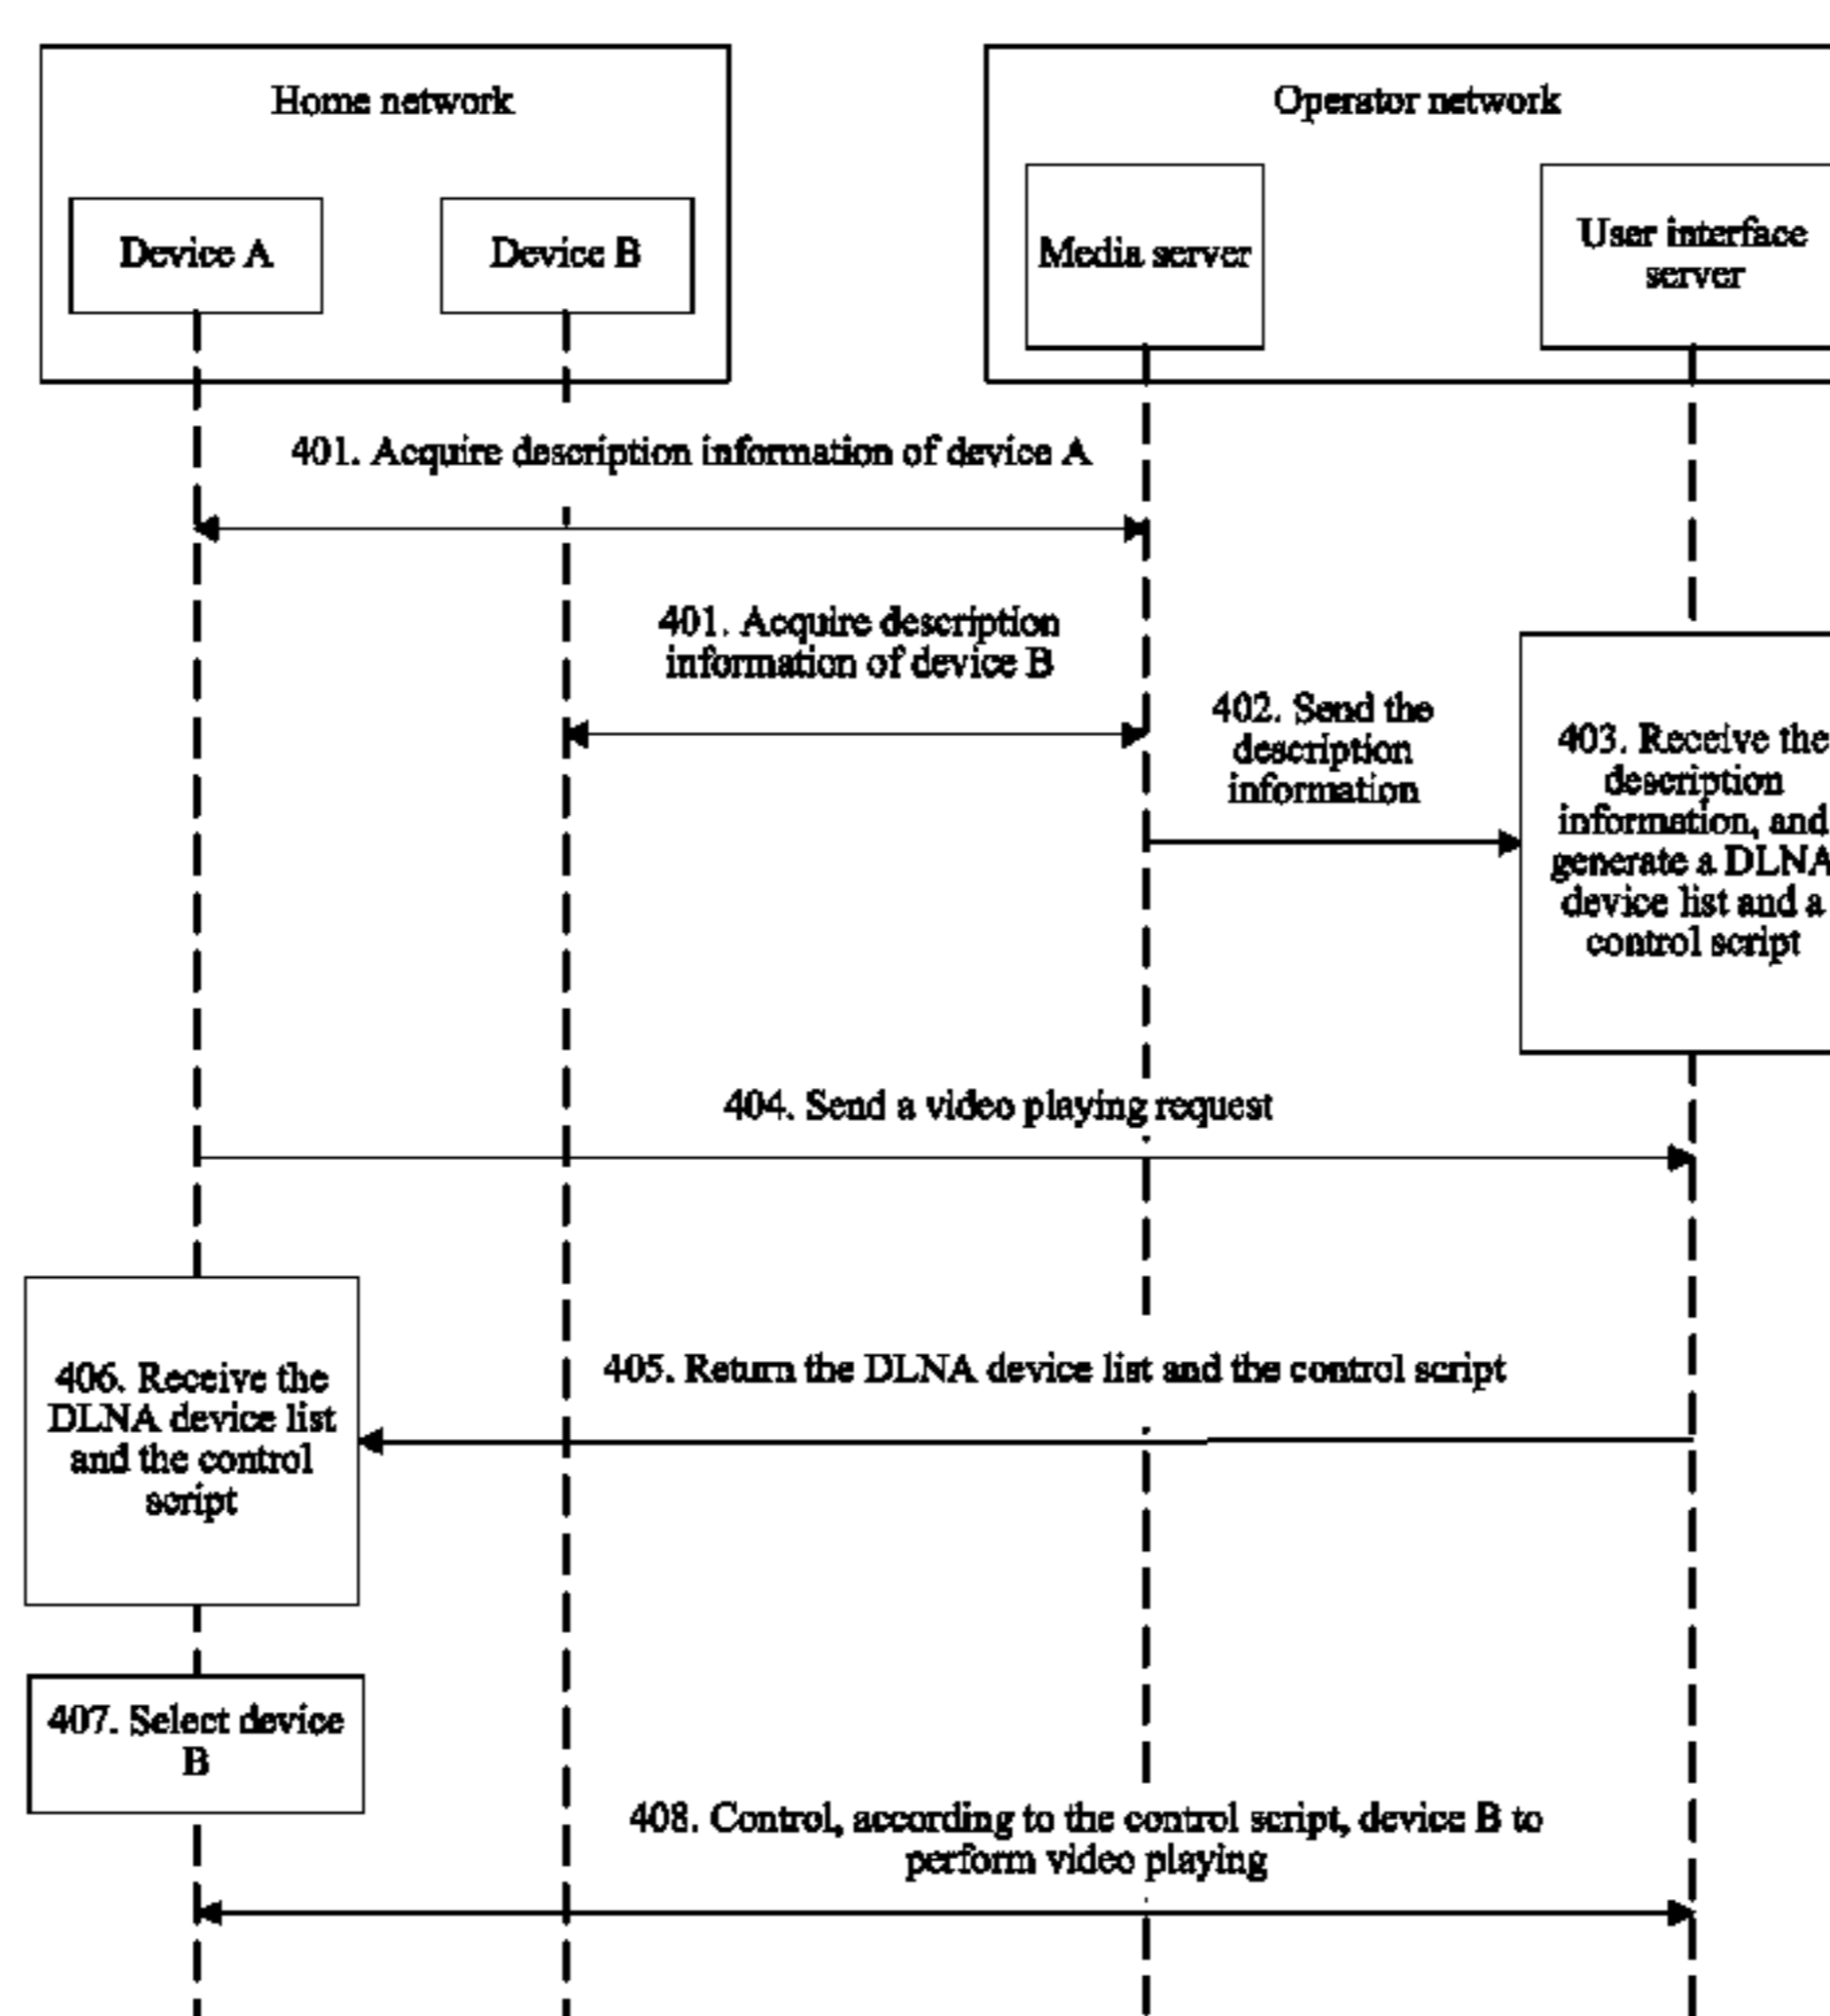 Home network
Operator network
Device A
Device B
Media server
User interface
server
401. Acquire description information of device A
401. Acquire description
information of device B
402. Send the
description
information
403. Receive the
description
information, and
generate a DLNA
device list and a
control script
404. Send a video playing request
405. Return the DLNA device list and the control script
406. Receive the
DLNA device list
and the control
script
407. Select device
B
408. Control, according to the control script, device B to
perform video playing